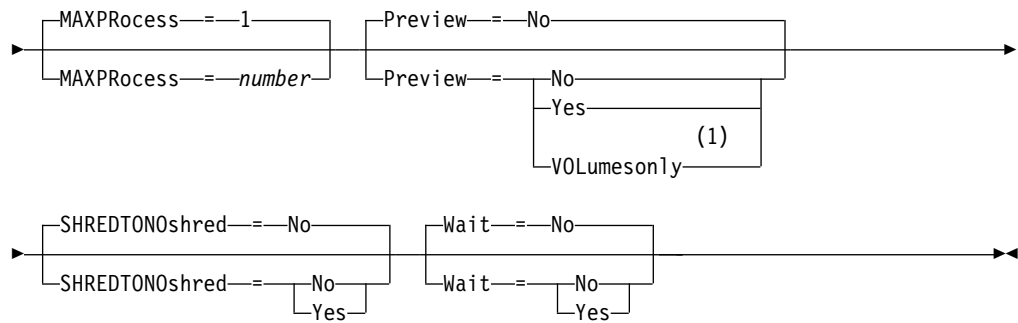 MAXPRocess = 1 Preview = No
MAXPRocess = number Preview = No
Yes
(1)
VOLumesonly
SHREDTONOshred = No Wait = No
SHREDTONOshred = No Wait = No
Yes Yes